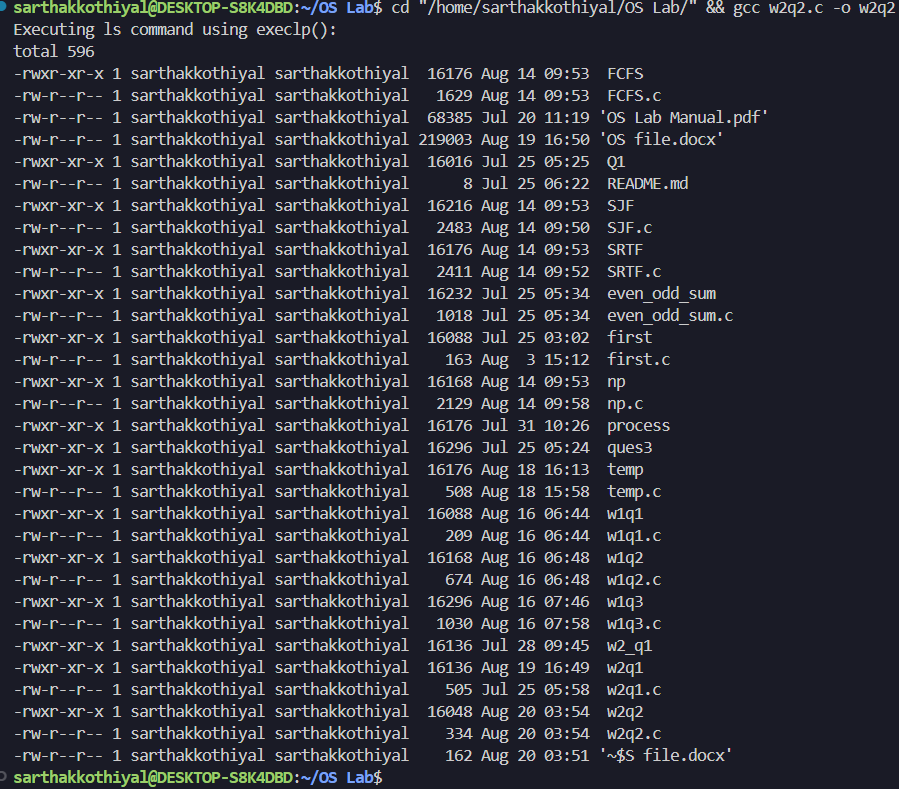 sarthakkothiyal@DESKTOP-S8K4DBD:~/OS Lab$ cd "/home/sarthakkothiyal/OS Lab/" && gcc w2q2.c -o w2q2
Executing ls command using execlp():
total 596
-rwxr-xr-x 1 sarthakkothiyal sarthakkothiyal  16176 Aug 14 09:53  FCFS
-rw-r--r-- 1 sarthakkothiyal sarthakkothiyal   1629 Aug 14 09:53  FCFS.c
-rw-r--r-- 1 sarthakkothiyal sarthakkothiyal  68385 Jul 20 11:19 'OS Lab Manual.pdf'
-rw-r--r-- 1 sarthakkothiyal sarthakkothiyal 219003 Aug 19 16:50 'OS file.docx'
-rwxr-xr-x 1 sarthakkothiyal sarthakkothiyal  16016 Jul 25 05:25  Q1
-rw-r--r-- 1 sarthakkothiyal sarthakkothiyal      8 Jul 25 06:22  README.md
-rwxr-xr-x 1 sarthakkothiyal sarthakkothiyal  16216 Aug 14 09:53  SJF
-rw-r--r-- 1 sarthakkothiyal sarthakkothiyal   2483 Aug 14 09:50  SJF.c
-rwxr-xr-x 1 sarthakkothiyal sarthakkothiyal  16176 Aug 14 09:53  SRTF
-rw-r--r-- 1 sarthakkothiyal sarthakkothiyal   2411 Aug 14 09:52  SRTF.c
-rwxr-xr-x 1 sarthakkothiyal sarthakkothiyal  16232 Jul 25 05:34  even_odd_sum
-rw-r--r-- 1 sarthakkothiyal sarthakkothiyal   1018 Jul 25 05:34  even_odd_sum.c
-rwxr-xr-x 1 sarthakkothiyal sarthakkothiyal  16088 Jul 25 03:02  first
-rw-r--r-- 1 sarthakkothiyal sarthakkothiyal    163 Aug  3 15:12  first.c
-rwxr-xr-x 1 sarthakkothiyal sarthakkothiyal  16168 Aug 14 09:53  np
-rw-r--r-- 1 sarthakkothiyal sarthakkothiyal   2129 Aug 14 09:58  np.c
-rwxr-xr-x 1 sarthakkothiyal sarthakkothiyal  16176 Jul 31 10:26  process
-rwxr-xr-x 1 sarthakkothiyal sarthakkothiyal  16296 Jul 25 05:24  ques3
-rwxr-xr-x 1 sarthakkothiyal sarthakkothiyal  16176 Aug 18 16:13  temp
-rw-r--r-- 1 sarthakkothiyal sarthakkothiyal    508 Aug 18 15:58  temp.c
-rwxr-xr-x 1 sarthakkothiyal sarthakkothiyal  16088 Aug 16 06:44  w1q1
-rw-r--r-- 1 sarthakkothiyal sarthakkothiyal    209 Aug 16 06:44  w1q1.c
-rwxr-xr-x 1 sarthakkothiyal sarthakkothiyal  16168 Aug 16 06:48  w1q2
-rw-r--r-- 1 sarthakkothiyal sarthakkothiyal    674 Aug 16 06:48  w1q2.c
-rwxr-xr-x 1 sarthakkothiyal sarthakkothiyal  16296 Aug 16 07:46  w1q3
-rw-r--r-- 1 sarthakkothiyal sarthakkothiyal   1030 Aug 16 07:58  w1q3.c
-rwxr-xr-x 1 sarthakkothiyal sarthakkothiyal  16136 Jul 28 09:45  w2_q1
-rwxr-xr-x 1 sarthakkothiyal sarthakkothiyal  16136 Aug 19 16:49  w2q1
-rw-r--r-- 1 sarthakkothiyal sarthakkothiyal    505 Jul 25 05:58  w2q1.c
-rwxr-xr-x 1 sarthakkothiyal sarthakkothiyal  16048 Aug 20 03:54  w2q2
-rw-r--r-- 1 sarthakkothiyal sarthakkothiyal    334 Aug 20 03:54  w2q2.c
-rw-r--r-- 1 sarthakkothiyal sarthakkothiyal    162 Aug 20 03:51 '~$S file.docx'
sarthakkothiyal@DESKTOP-S8K4DBD:~/OS Lab$